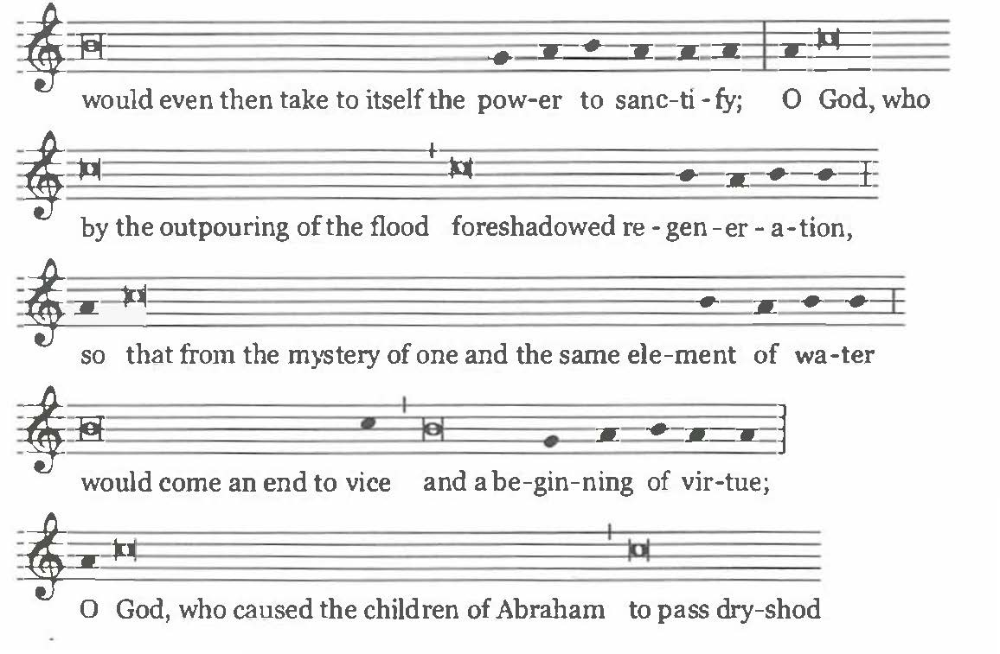 would even then take to itself the pow-er to sanc-ti-fy; O God, who
by the outpouring of the flood foreshadowed re-gen-er-a-tion,
so that from the mystery of one and the same ele-ment of wa-ter
would come an end to vice and a be-gin-ning of vir-tue;
O God, who caused the children of Abraham to pass dry-shod